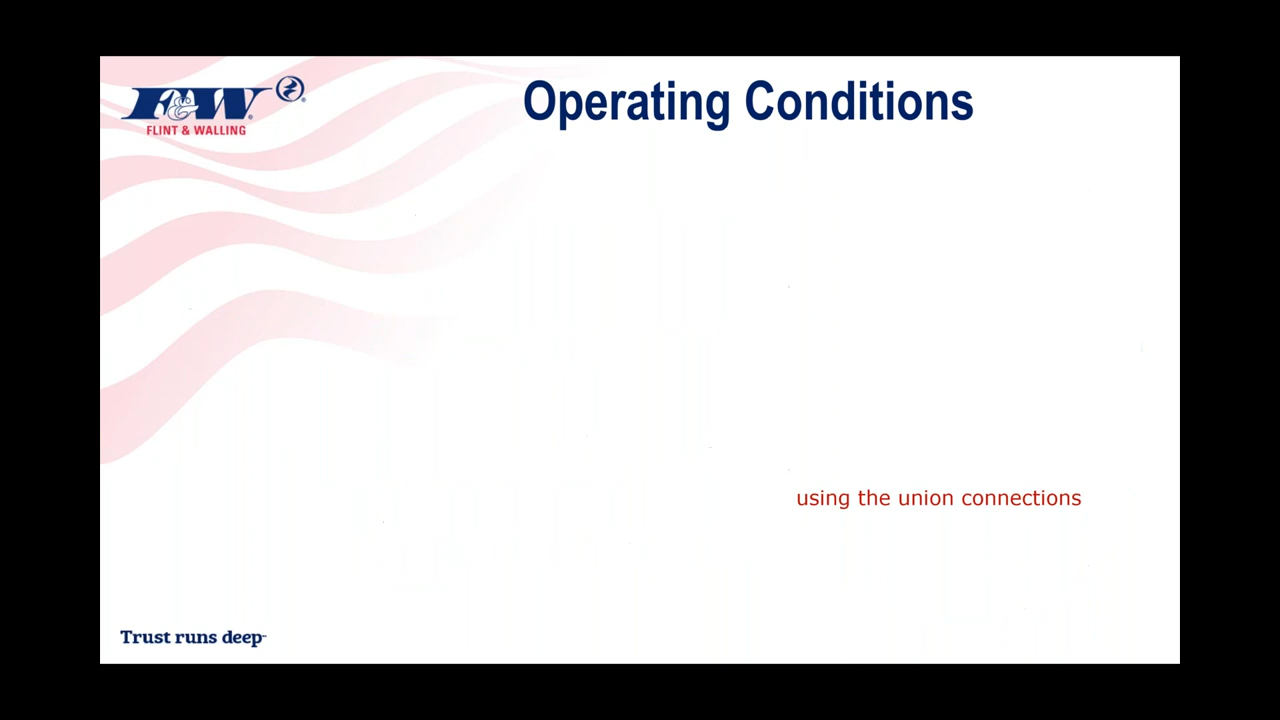 F&W
FLINT & WALLING
Operating Conditions
using the union connections
Trust runs deep